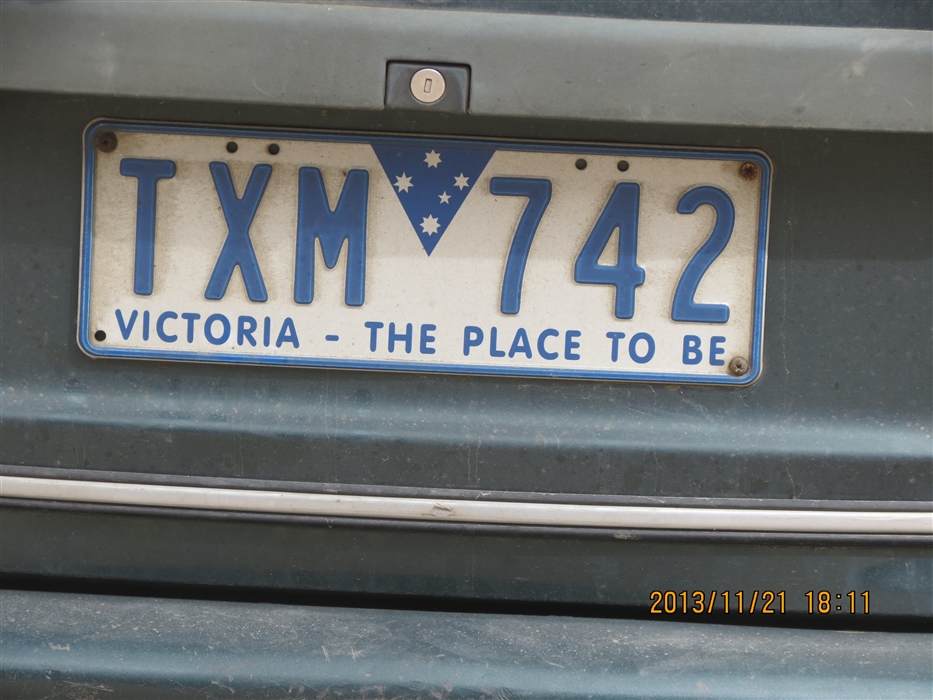 TXM 742
VICTORIA - THE PLACE TO BE
2013/11/21 18:11